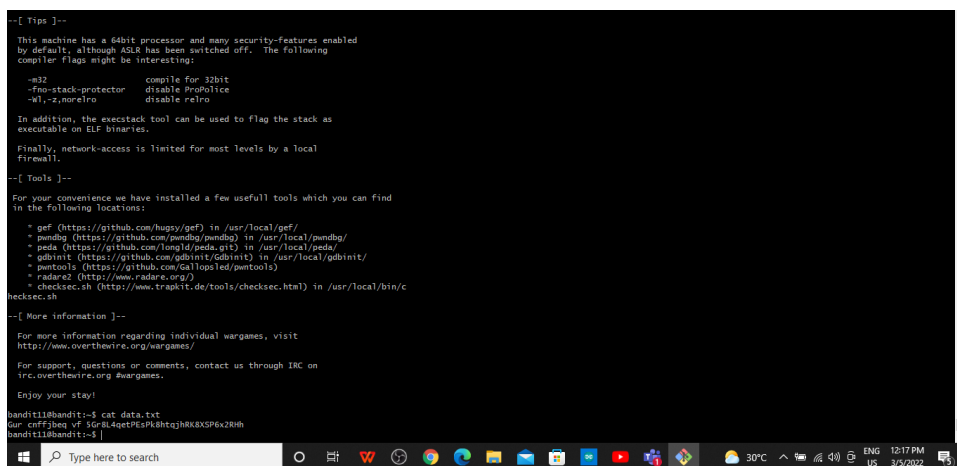 --[ Tips ]--
This machine has a 64bit processor and many security-features enabled
by default, although ASLR has been switched off.  The following
compiler flags might be interesting:
-m32                    compile for 32bit
-fno-stack-protector    disable ProPolice
-Wl,-z,norelro          disable relro
In addition, the execstack tool can be used to flag the stack as
executable on ELF binaries.
Finally, network-access is limited for most levels by a local
firewall.
--[ Tools ]--
For your convenience we have installed a few usefull tools which you can find
in the following locations:
* gef (https://github.com/hugsy/gef) in /usr/local/gef/
* pwndbg (https://github.com/pwndbg/pwndbg) in /usr/local/pwndbg/
* peda (https://github.com/longld/peda.git) in /usr/local/peda/
* gdbinit (https://github.com/gdbinit/Gdbinit) in /usr/local/gdbinit/
* pwntools (https://github.com/Gallopsled/pwntools)
* radare2 (http://www.radare.org/)
* checksec.sh (http://www.trapkit.de/tools/checksec.html) in /usr/local/bin/c
hecksec.sh
--[ More information ]--
For more information regarding individual wargames, visit
http://www.overthewire.org/wargames/
For support, questions or comments, contact us through IRC on
irc.overthewire.org #wargames.
Enjoy your stay!
bandit11@bandit:~$ cat data.txt
Gur cnffjbeq vf 5Gr8L4qetPEsPk8htqjhRK8XSP6x2RHh
bandit11@bandit:~$
Type here to search
30°C
ENG
US
12:17 PM
3/5/2022